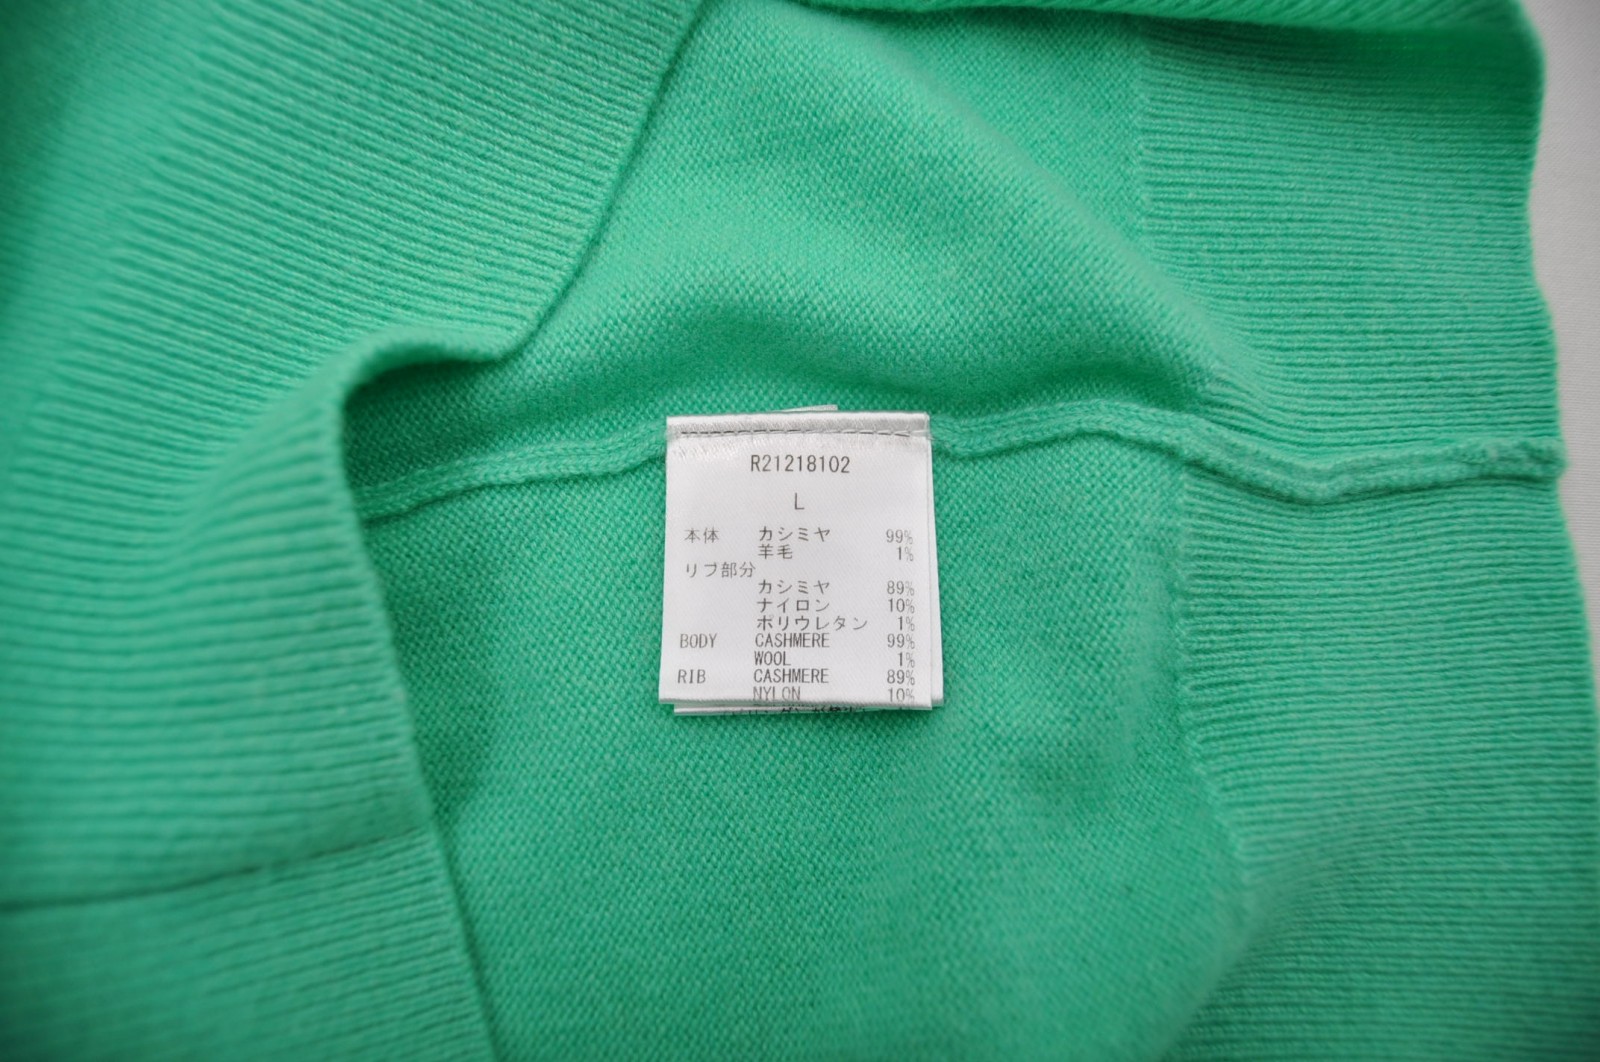 R21218102
L
本体 カシミヤ 99%
羊毛 1%
リブ部分
カシミヤ 89%
ナイロン 10%
ポリウレタン 1%
BODY CASHMERE 99%
WOOL 1%
RIB CASHMERE 89%
NYLON 10%